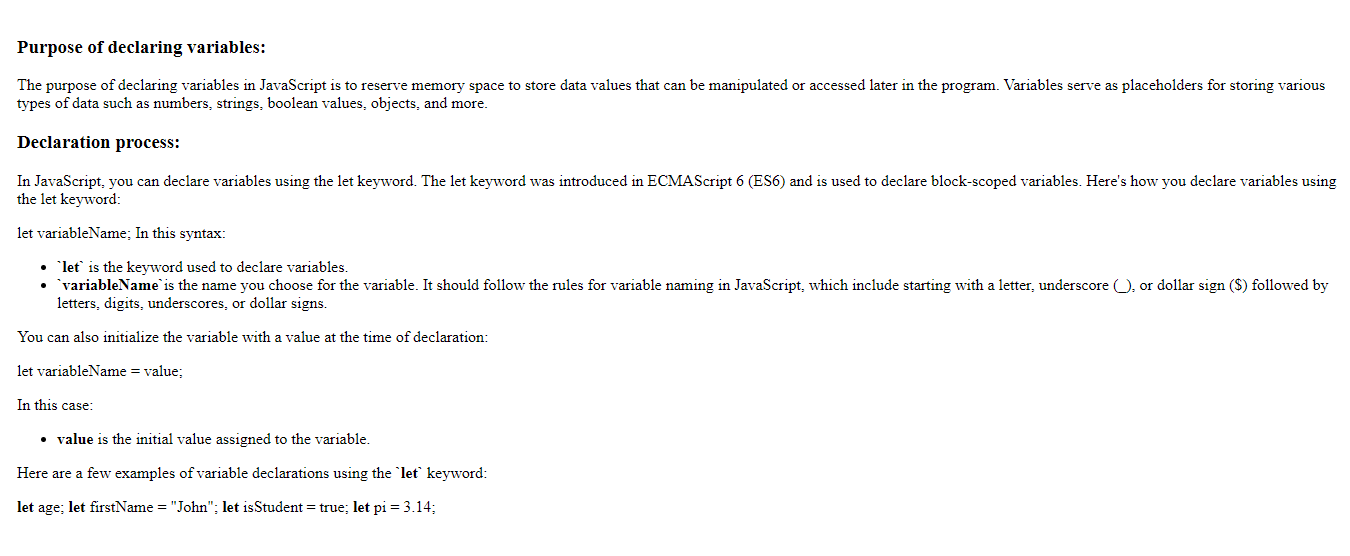 Purpose of declaring variables:
The purpose of declaring variables in JavaScript is to reserve memory space to store data values that can be manipulated or accessed later in the program. Variables serve as placeholders for storing various
types of data such as numbers, strings, boolean values, objects, and more.
Declaration process:
In JavaScript, you can declare variables using the let keyword. The let keyword was introduced in ECMAScript 6 (ES6) and is used to declare block-scoped variables. Here's how you declare variables using
the let keyword:
let variableName; In this syntax:
• `let` is the keyword used to declare variables.
• `variableName`is the name you choose for the variable. It should follow the rules for variable naming in JavaScript, which include starting with a letter, underscore (_), or dollar sign ($) followed by
letters, digits, underscores, or dollar signs.
You can also initialize the variable with a value at the time of declaration:
let variableName = value;
In this case:
• value is the initial value assigned to the variable.
Here are a few examples of variable declarations using the `let` keyword:
let age; let firstName = "John"; let isStudent = true; let pi = 3.14;